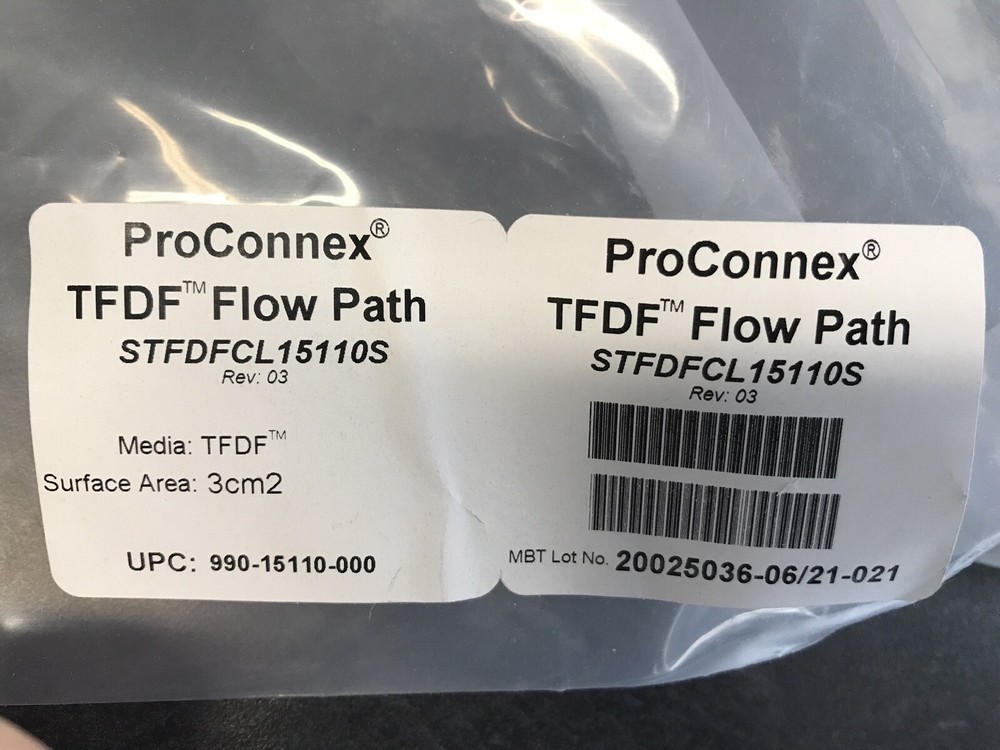 ProConnex®
TFDF™ Flow Path
STFDFCL15110S
Rev: 03
Media: TFDF™
Surface Area: 3cm2
UPC: 990-15110-000
ProConnex®
TFDF™ Flow Path
STFDFCL15110S
Rev: 03
MBT Lot No. 20025036-06/21-021